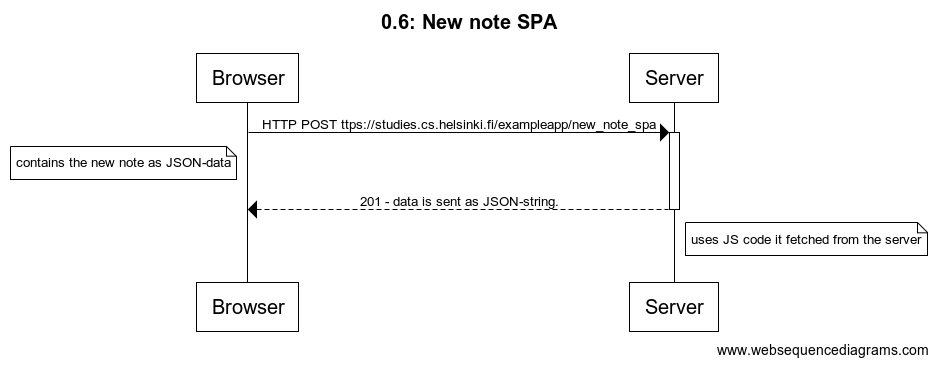 0.6: New note SPA
Browser
Server
HTTP POST ttps://studies.cs.helsinki.fi/exampleapp/new_note_spa
contains the new note as JSON-data
201 - data is sent as JSON-string.
uses JS code it fetched from the server
Browser
Server
www.websequencediagrams.com